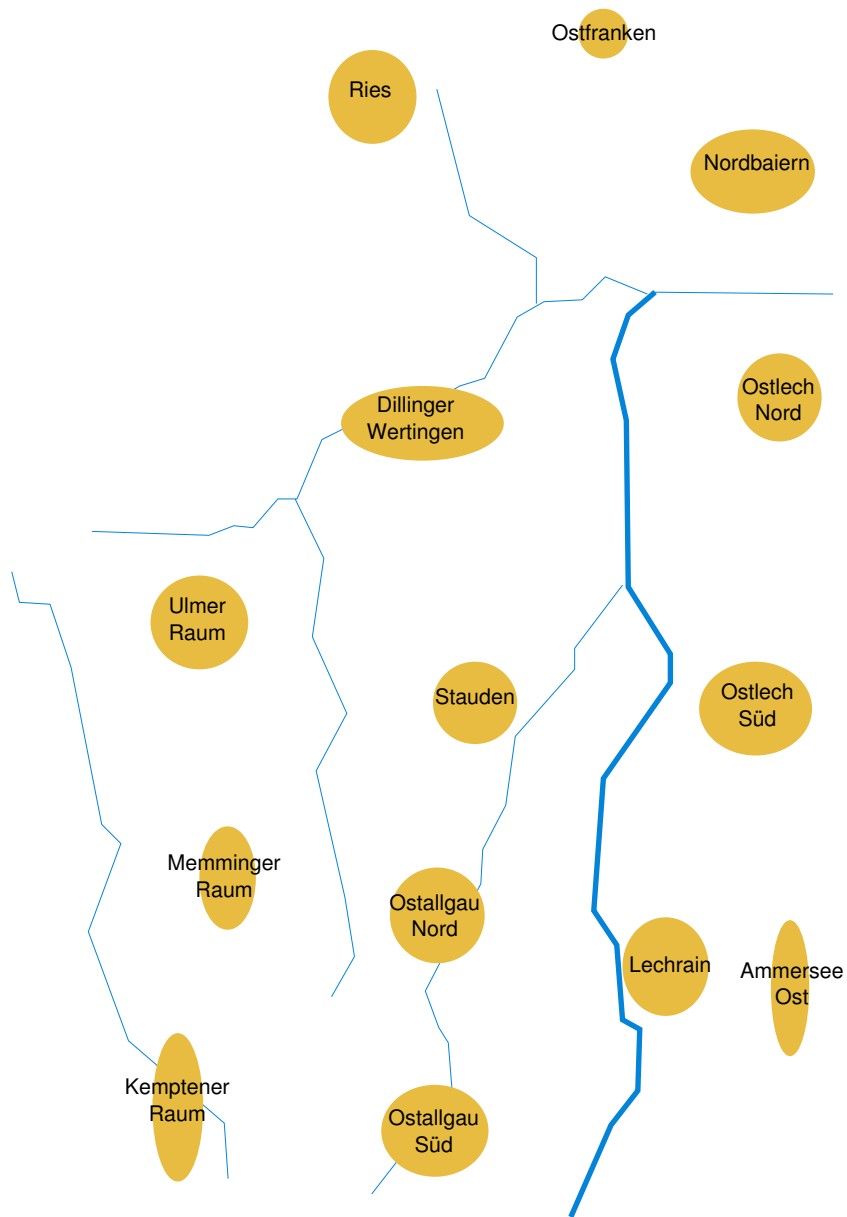 Ostfranken
Ries
Nordbaiern
Ostlech
Nord
Dillinger
Wertingen
Ulmer
Raum
Stauden
Ostlech
Süd
Memminger
Raum
Ostallgau
Nord
Lechrain
Ammersee
Ost
Kemptener
Raum
Ostallgau
Süd